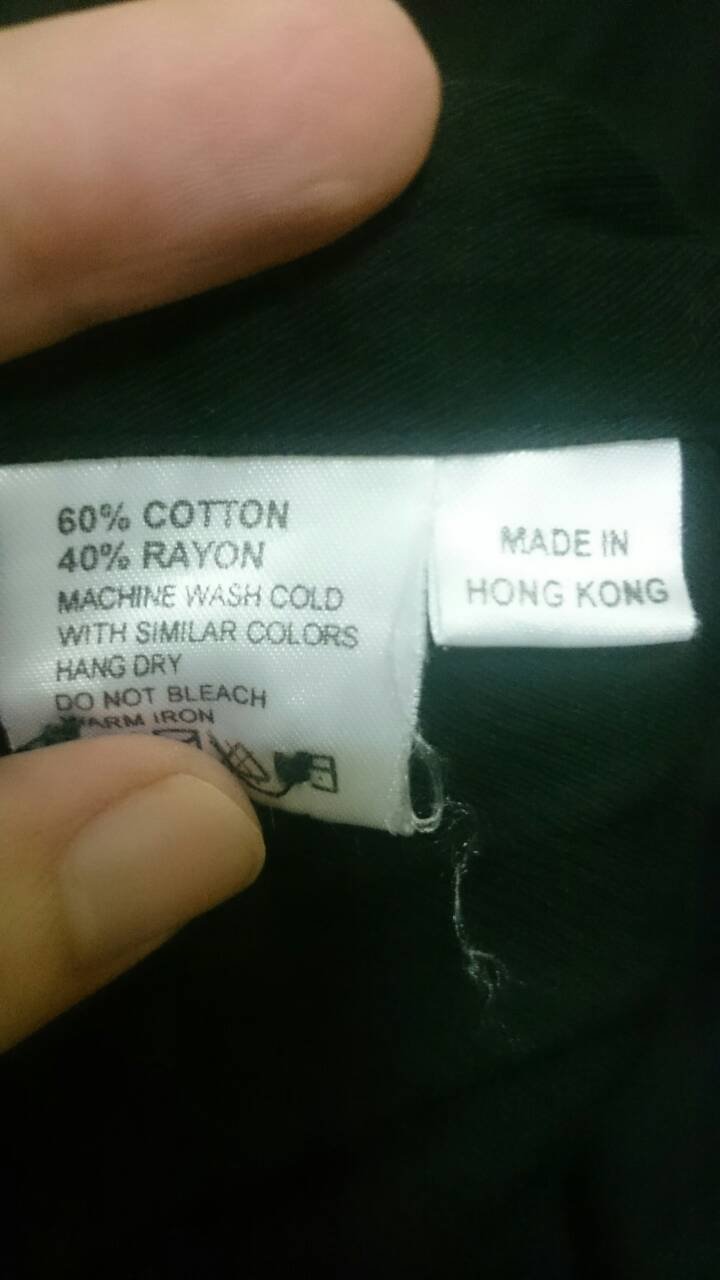 60% COTTON
40% RAYON
MACHINE WASH COLD
WITH SIMILAR COLORS
HANG DRY
DO NOT BLEACH
WARM IRON
MADE IN
HONG KONG